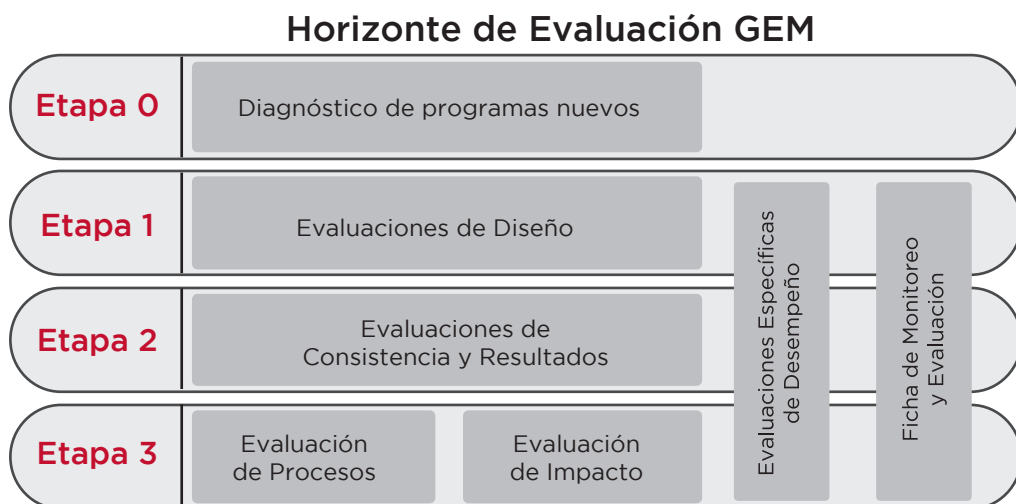 Horizonte de Evaluación GEM
Etapa 0
Diagnóstico de programas nuevos
Etapa 1
Evaluaciones de Diseño
Etapa 2
Evaluaciones de
Consistencia y Resultados
Etapa 3
Evaluación
de Procesos
Evaluación
de Impacto
Evaluaciones Específicas
de Desempeño
Ficha de Monitoreo
y Evaluación